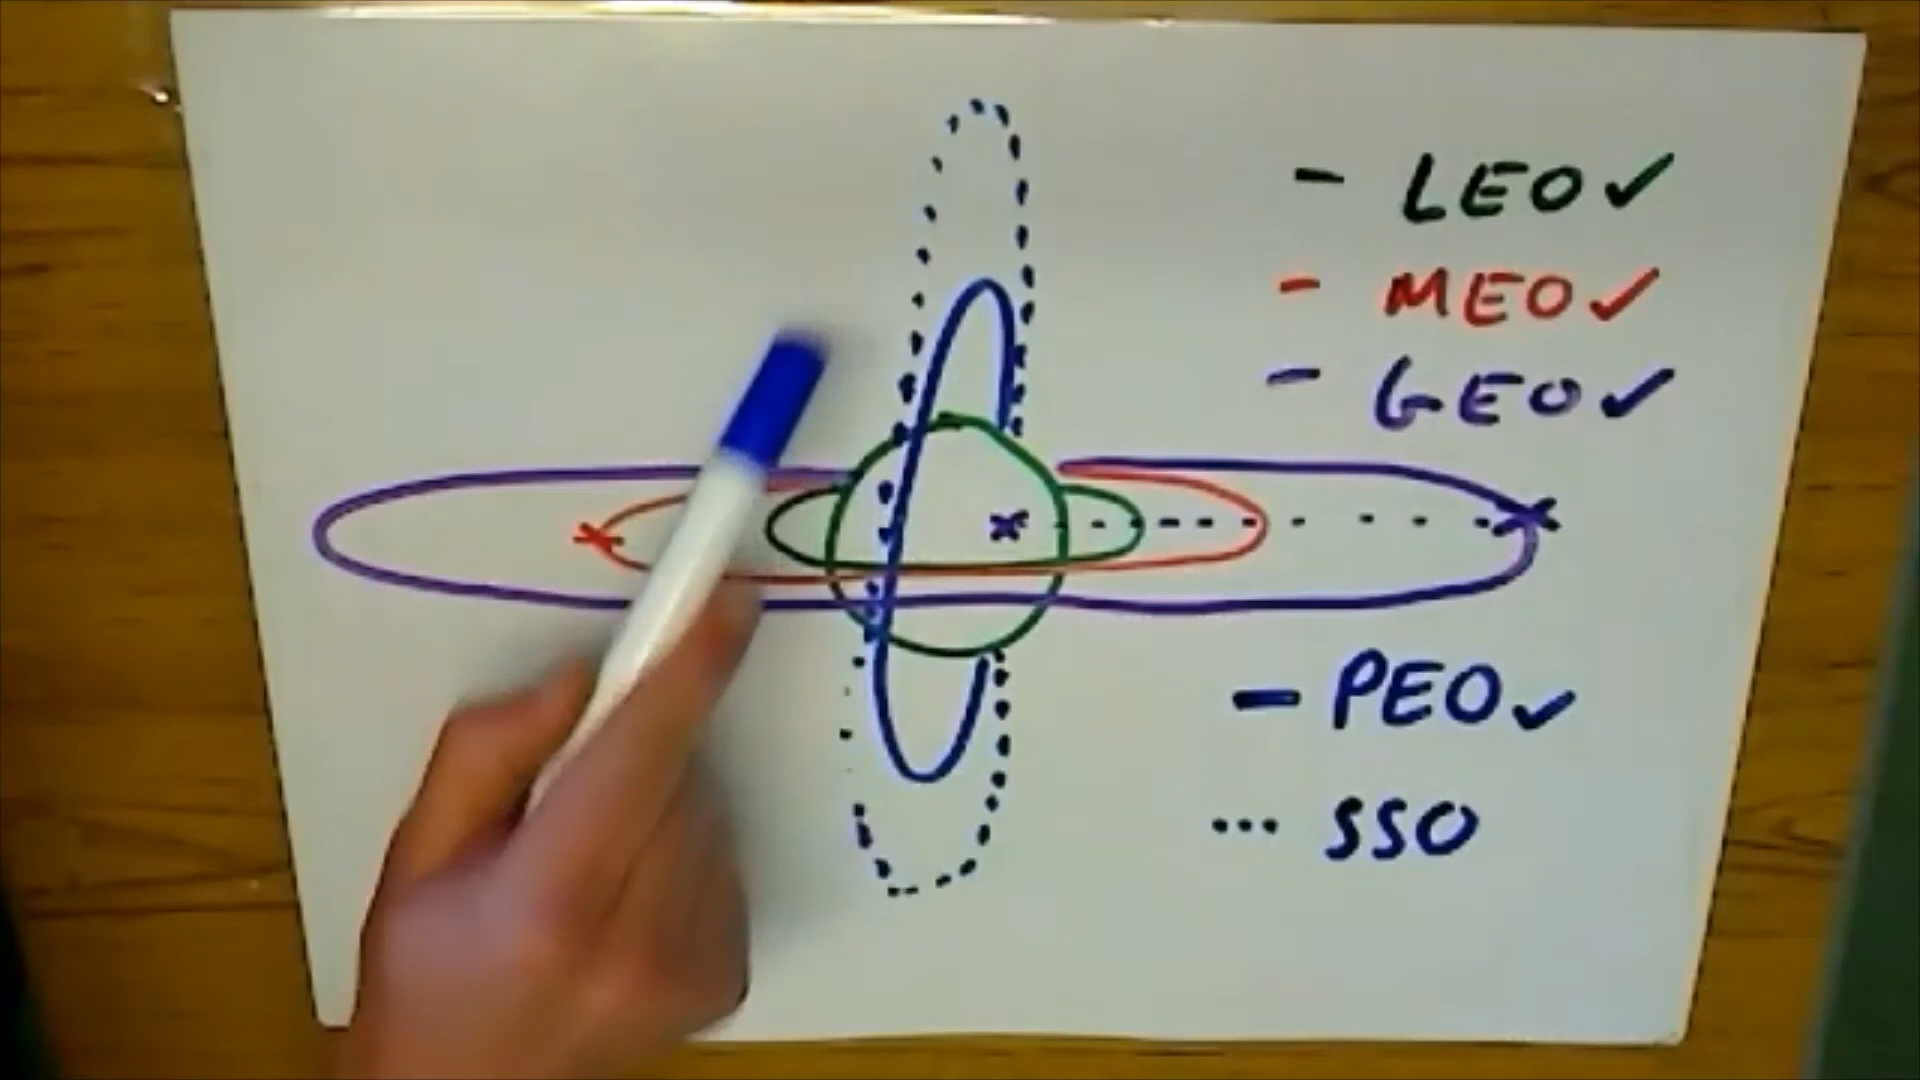 - LEO ✓
- MEO ✓
- GEO ✓
- PEO ✓
... SSO